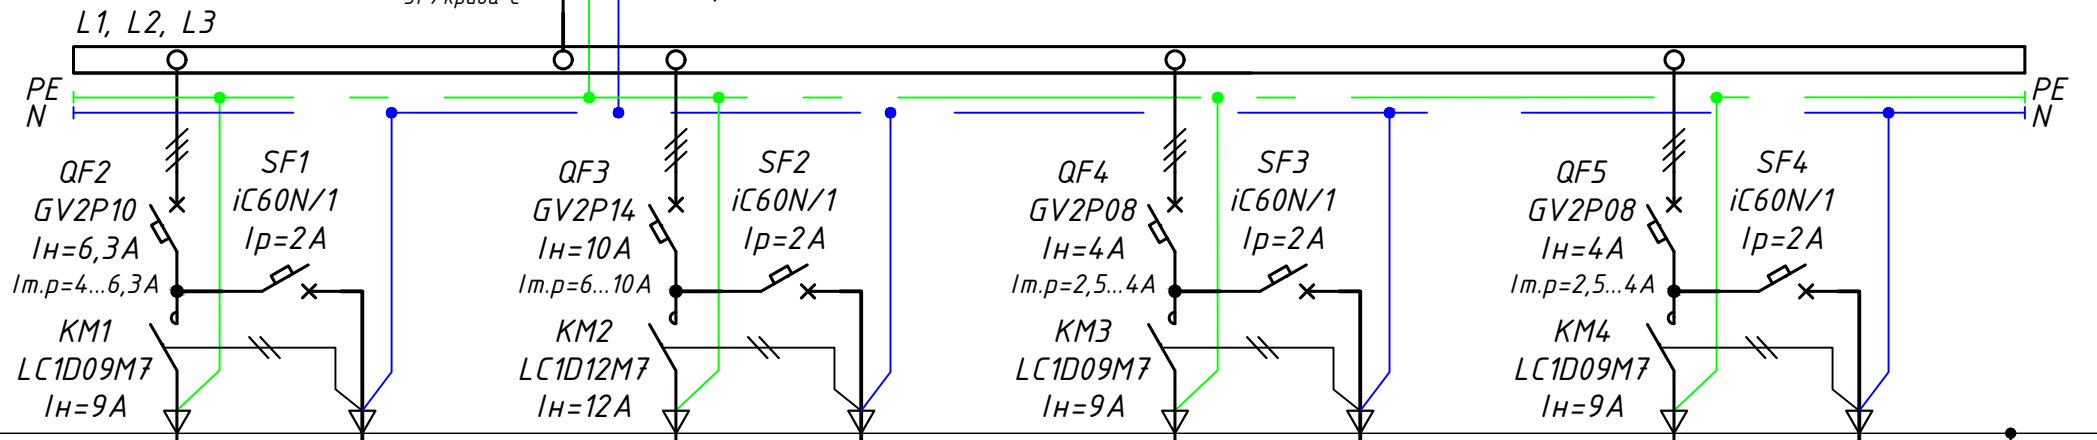 L1, L2, L3
PE
N
PE
N
QF2
GV2P10
Iн=6,3А
Iт.р=4...6,3А
SF1
iC60N/1
Iр=2А
KM1
LC1D09M7
Iн=9А
QF3
GV2P14
Iн=10А
Iт.р=6...10А
SF2
iC60N/1
Iр=2А
KM2
LC1D12M7
Iн=12А
QF4
GV2P08
Iн=4А
Iт.р=2,5...4А
SF3
iC60N/1
Iр=2А
KM3
LC1D09M7
Iн=9А
QF5
GV2P08
Iн=4А
Iт.р=2,5...4А
SF4
iC60N/1
Iр=2А
KM4
LC1D09M7
Iн=9А